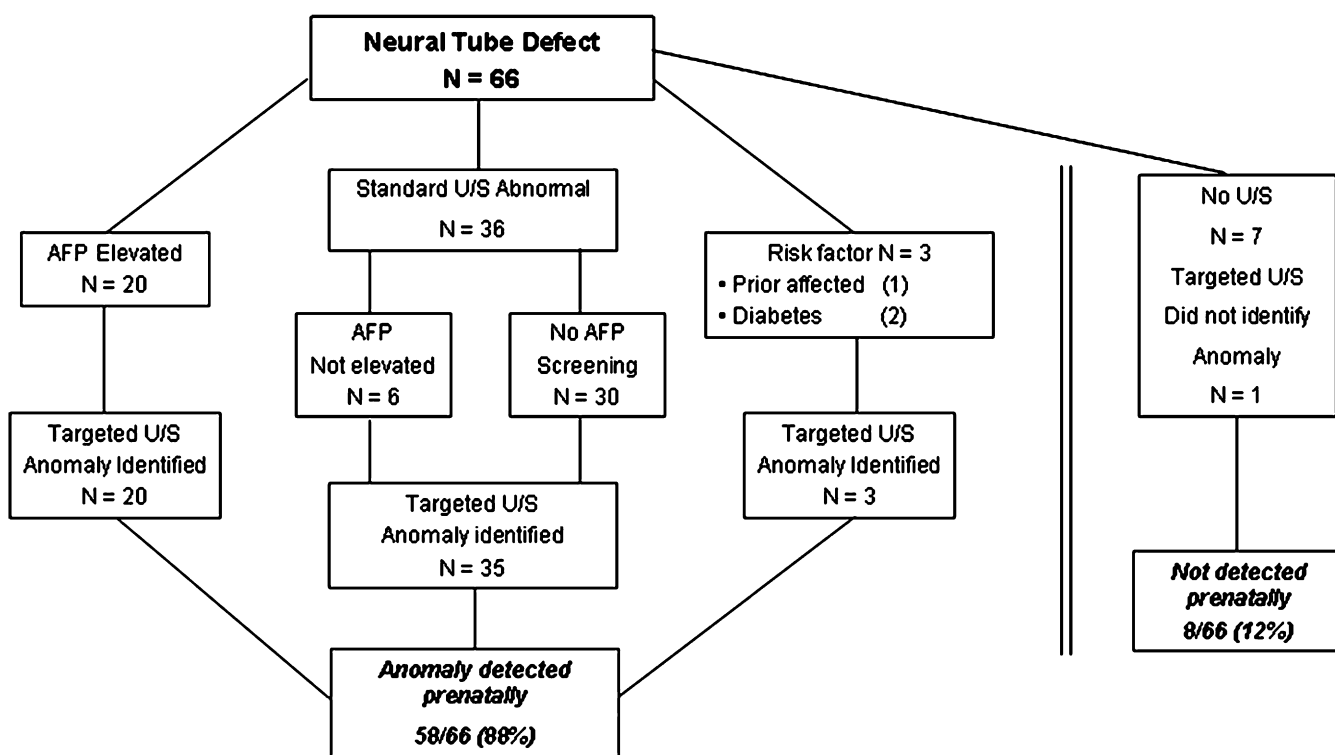 Neural Tube Defect
N = 66
Standard U/S Abnormal
N = 36
No U/S
N = 7
Targeted U/S
Did not identify
Anomaly
N = 1
AFP Elevated
N = 20
Risk factor N = 3
• Prior affected (1)
• Diabetes (2)
AFP
Not elevated
N = 6
No AFP
Screening
N = 30
Targeted U/S
Anomaly Identified
N = 20
Targeted U/S
Anomaly identified
N = 35
Targeted U/S
Anomaly Identified
N = 3
Not detected
prenatally
8/66 (12%)
Anomaly detected
prenatally
58/66 (88%)